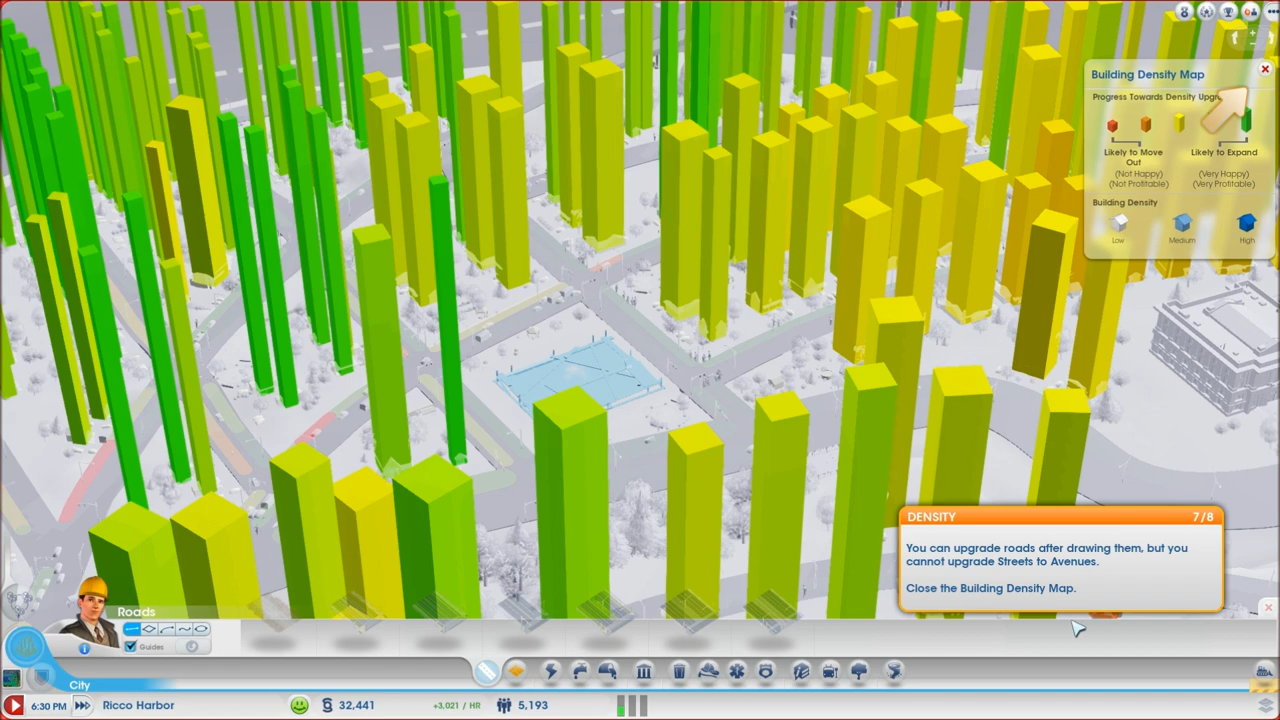 Building Density Map
Progress Towards Density Upgr
Likely to Move
Out
(Not Happy)
(Not Profitable)
Likely to Expand
(Very Happy)
(Very Profitable)
Building Density
Low
Medium
High
DENSITY 7/8
You can upgrade roads after drawing them, but you
cannot upgrade Streets to Avenues.
Close the Building Density Map.
Roads
Guides
City
6:30 PM
Ricco Harbor
32,441
+3,021 / HR
5,193